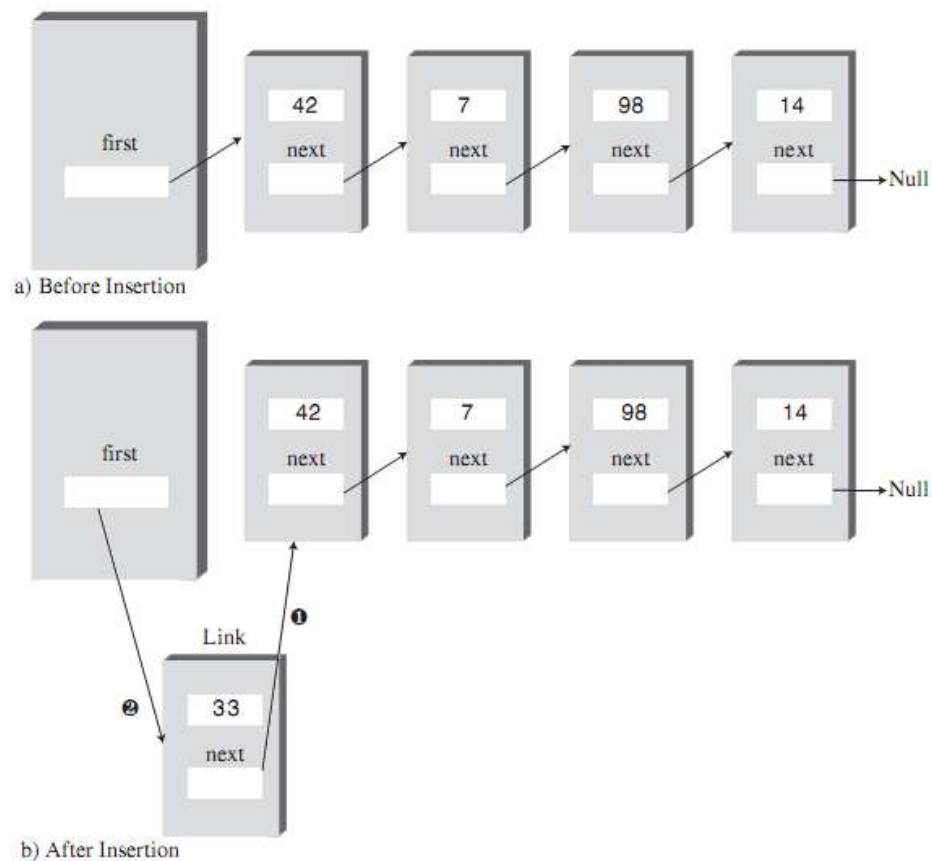 42 7 98 14
first next next next next
Null
a) Before Insertion
42 7 98 14
first next next next next
Null
❶
Link
❷ 33
next
b) After Insertion